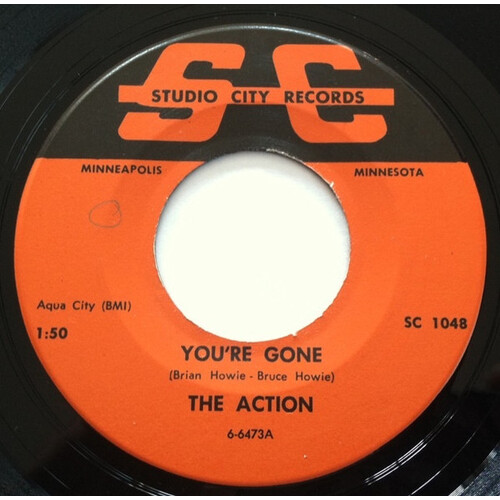 SC
STUDIO CITY RECORDS
MINNEAPOLIS MINNESOTA
Aqua City (BMI)
1:50 SC 1048
YOU'RE GONE
(Brian Howie - Bruce Howie)
THE ACTION
6-6473A